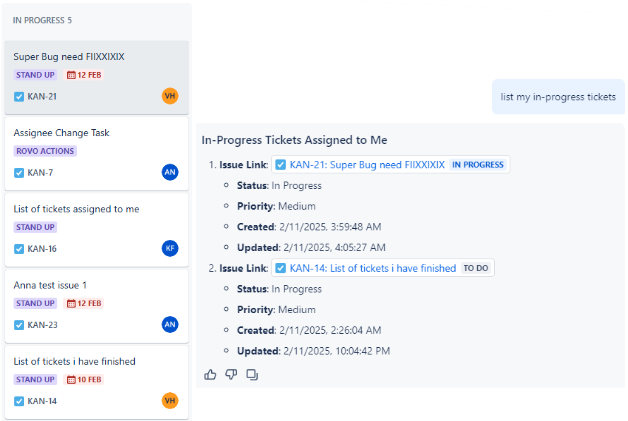 IN PROGRESS 5
Super Bug need FIIXXIXIX
STAND UP 12 FEB
KAN-21 VH
Assignee Change Task
ROVO ACTIONS
KAN-7 AN
List of tickets assigned to me
STAND UP
KAN-16 KF
Anna test issue 1
STAND UP 12 FEB
KAN-23 AN
List of tickets i have finished
STAND UP 10 FEB
KAN-14 VH
list my in-progress tickets
In-Progress Tickets Assigned to Me
1. Issue Link: KAN-21: Super Bug need FIIXXIXIX IN PROGRESS
Status: In Progress
Priority: Medium
Created: 2/11/2025, 3:59:48 AM
Updated: 2/11/2025, 4:05:27 AM
2. Issue Link: KAN-14: List of tickets i have finished TO DO
Status: In Progress
Priority: Medium
Created: 2/11/2025, 2:26:04 AM
Updated: 2/11/2025, 10:04:42 PM